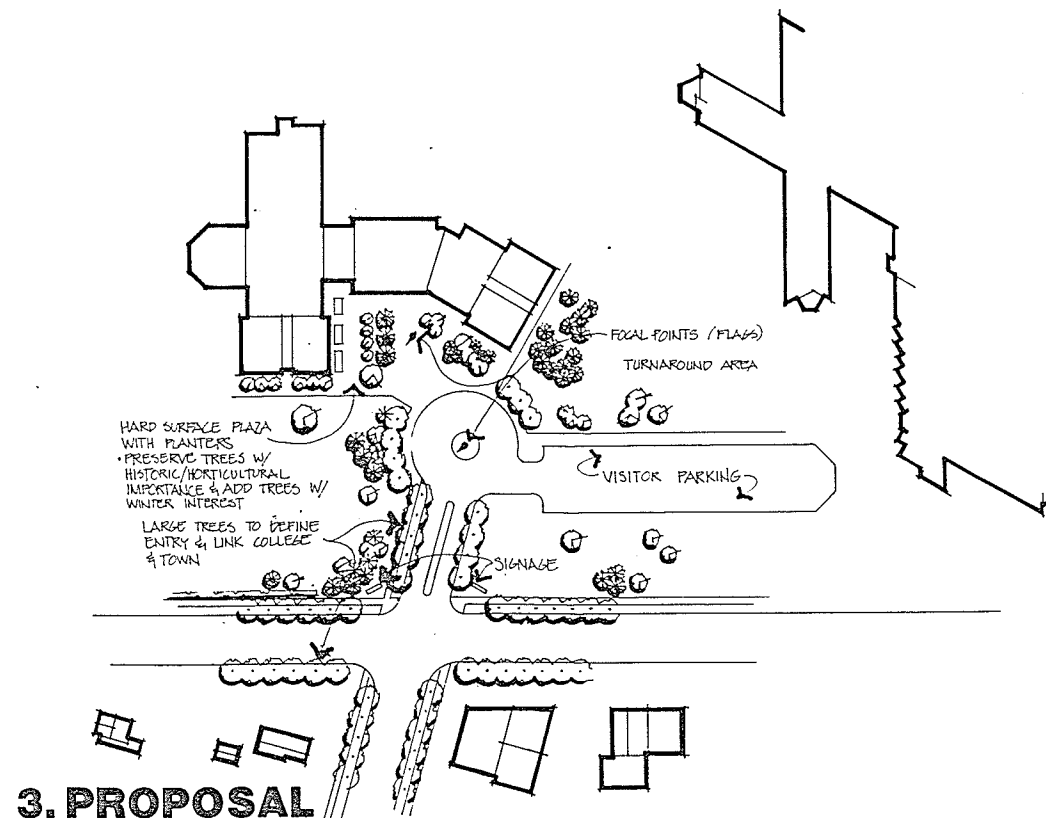 FOCAL POINTS (FLAGS)
TURNAROUND AREA
HARD SURFACE PLAZA
WITH PLANTERS
• PRESERVE TREES W/
HISTORIC/HORTICULTURAL
IMPORTANCE & ADD TREES W/
WINTER INTEREST
VISITOR PARKING
LARGE TREES TO DEFINE
ENTRY & LINK COLLEGE
& TOWN
SIGNAGE
3. PROPOSAL